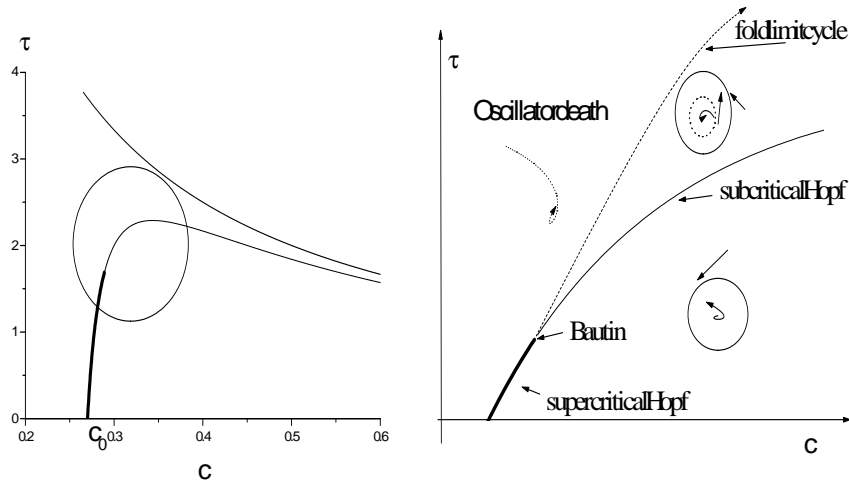 τ
4
3
2
1
0
0.2
c0
0.3
0.4
0.5
0.6
c
foldlimitcycle
τ
Oscillatordeath
subcriticalHopf
Bautin
supercriticalHopf
c